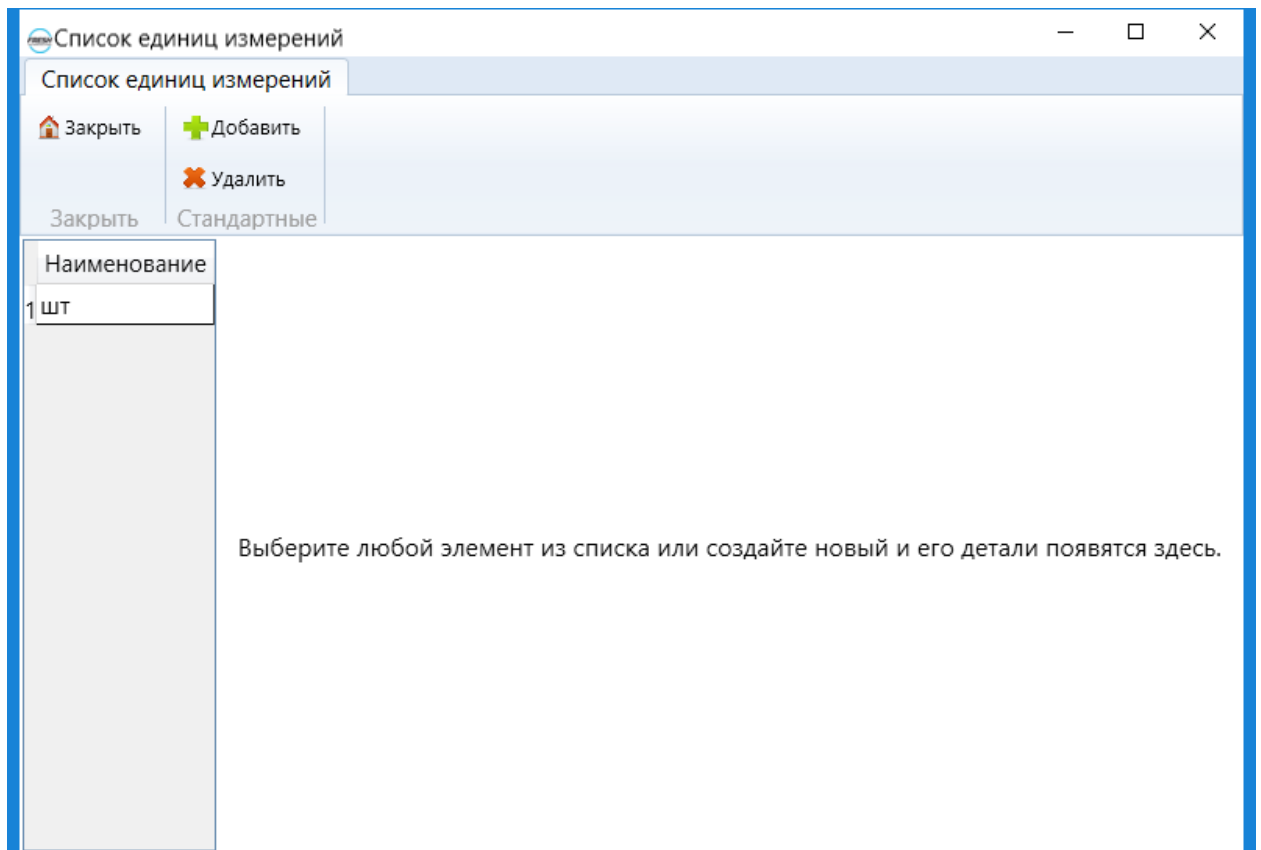 FRESH Список единиц измерений
Список единиц измерений
Закрыть Добавить
Удалить
Закрыть Стандартные
Наименование
1 шт
Выберите любой элемент из списка или создайте новый и его детали появятся здесь.